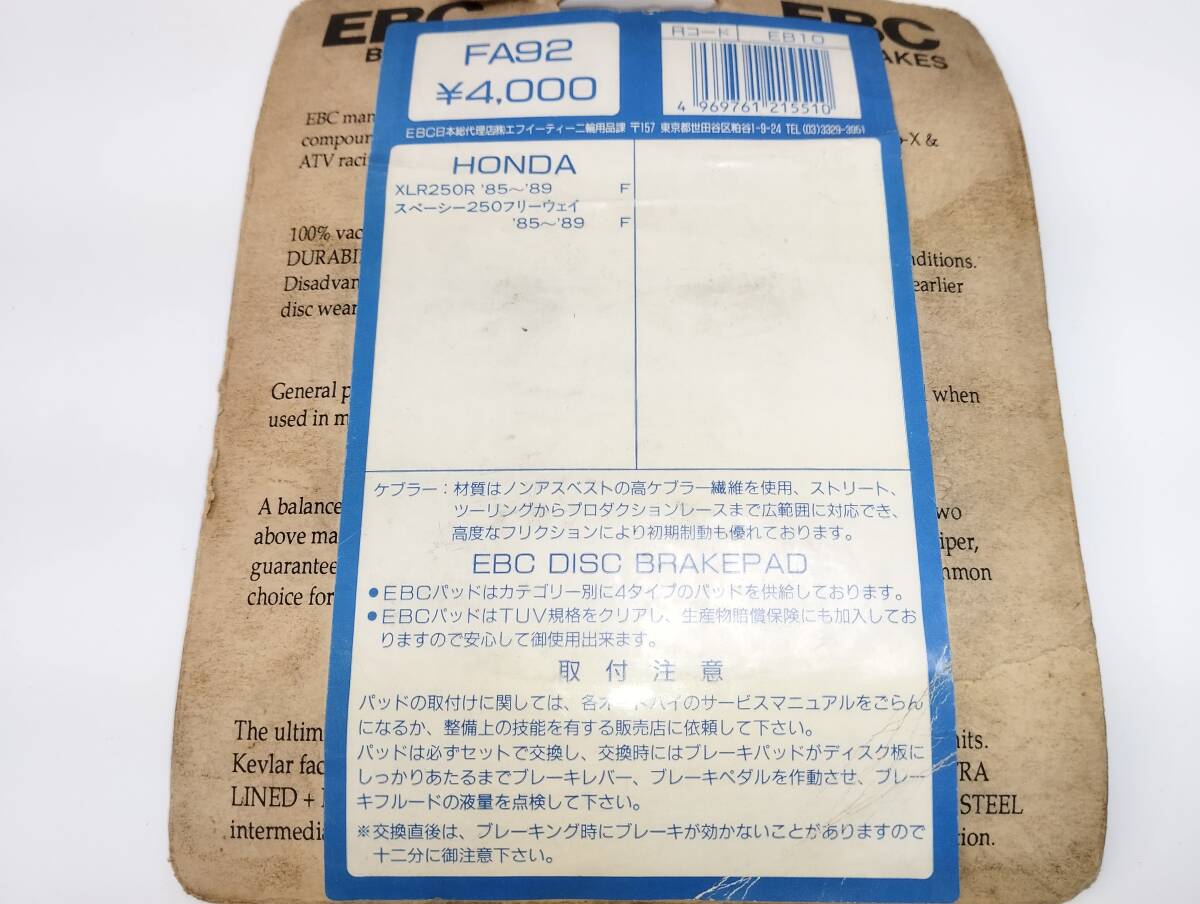 EBC
EBC
AKES
FA92
¥4,000
Rコード EB10
4 969761 215510
EBC日本総代理店㈱エフイーティー二輪用品課 〒157 東京都世田谷区粕谷1-9-24 TEL (03)3329-3951
EBC man
compour
ATV raci
-X &
HONDA
XLR250R '85～'89 F
スペーシー250フリーウェイ
'85～'89 F
100% vac
DURABI
Disadvar
disc wear
nditions.
earlier
General p
used in m
when
A balance
above ma
guarantee
choice for
wo
iper,
mmon
ケブラー：材質はノンアスベストの高ケブラー繊維を使用、ストリート、
ツーリングからプロダクションレースまで広範囲に対応でき、
高度なフリクションにより初期制動も優れております。
EBC DISC BRAKEPAD
●EBCパッドはカテゴリー別に4タイプのパッドを供給しております。
●EBCパッドはTUV規格をクリアし、生産物賠償保険にも加入してお
りますので安心して御使用出来ます。
取付注意
パッドの取付けに関しては、各オートバイのサービスマニュアルをごらん
になるか、整備上の技能を有する販売店に依頼して下さい。
パッドは必ずセットで交換し、交換時にはブレーキパッドがディスク板に
しっかりあたるまでブレーキレバー、ブレーキペダルを作動させ、ブレー
キフルードの液量を点検して下さい。
※交換直後は、ブレーキング時にブレーキが効かないことがありますので
十二分に御注意下さい。
The ultim
Kevlar fac
LINED +
intermedi
nits.
RA
STEEL
ion.